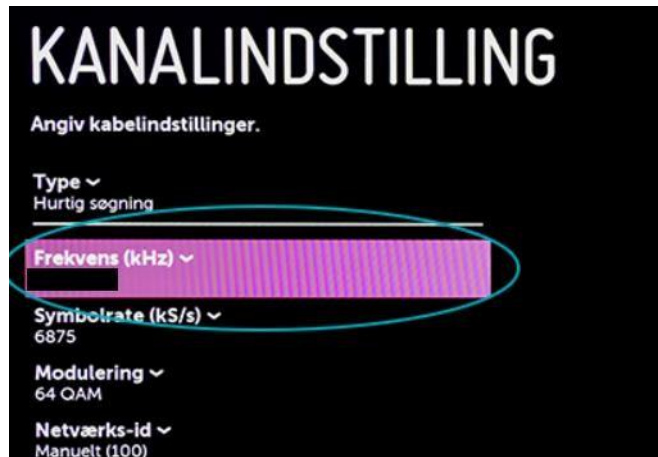 KANALINDSTILLING
Angiv kabelindstillinger.
Type
Hurtig søgning
Frekvens (kHz)
Symbolrate (kS/s)
6875
Modulering
64 QAM
Netværks-id
Manuelt (100)